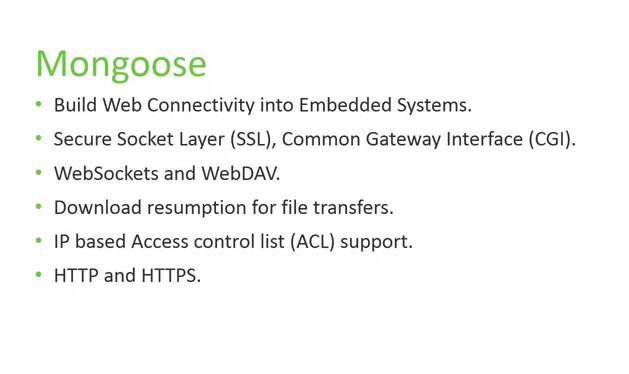 Mongoose
• Build Web Connectivity into Embedded Systems.
• Secure Socket Layer (SSL), Common Gateway Interface (CGI).
• WebSockets and WebDAV.
• Download resumption for file transfers.
• IP based Access control list (ACL) support.
• HTTP and HTTPS.